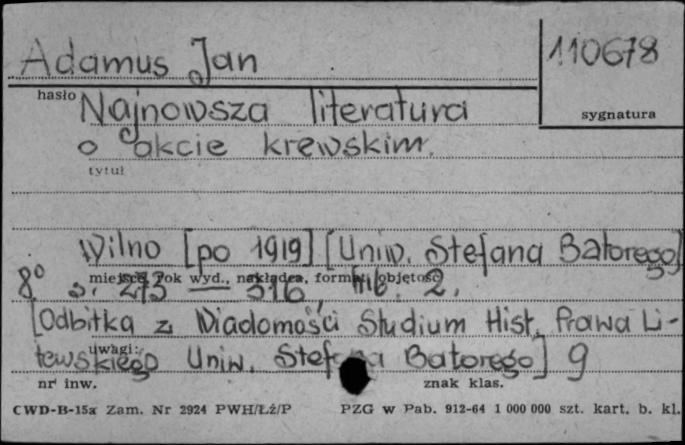 Adamus Jan
110678
hasło
Najnowsza literatura
sygnatura
o akcie krewskim.
tytuł
Wilno [po 1919] [Uniw. Stefana Batorego]
miejsce, rok wyd., nakładca, format, objętość
8° s. 273 — 316, nlb. 2.
[Odbitka z Wiadomości Studium Hist. Prawa Li-
uwagi:
tewskiego Uniw. Stefana Batorego] 9
nr inw.
znak klas.
CWD-B-15a Zam. Nr 2924 PWH/Łź/P PZG w Pab. 912-64 1 000 000 szt. kart. b. kl.